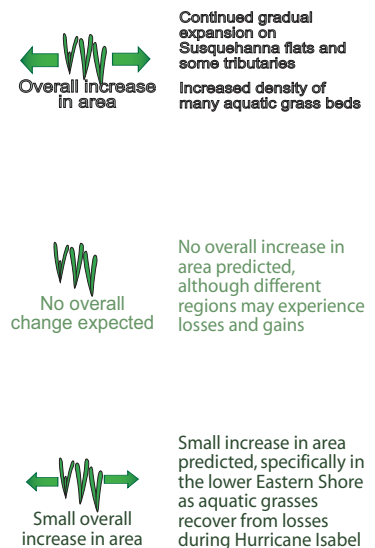 Overall increase
in area
Continued gradual
expansion on
Susquehanna flats and
some tributaries
Increased density of
many aquatic grass beds
No overall
change expected
No overall increase in
area predicted,
although different
regions may experience
losses and gains
Small overall
increase in area
Small increase in area
predicted, specifically in
the lower Eastern Shore
as aquatic grasses
recover from losses
during Hurricane Isabel